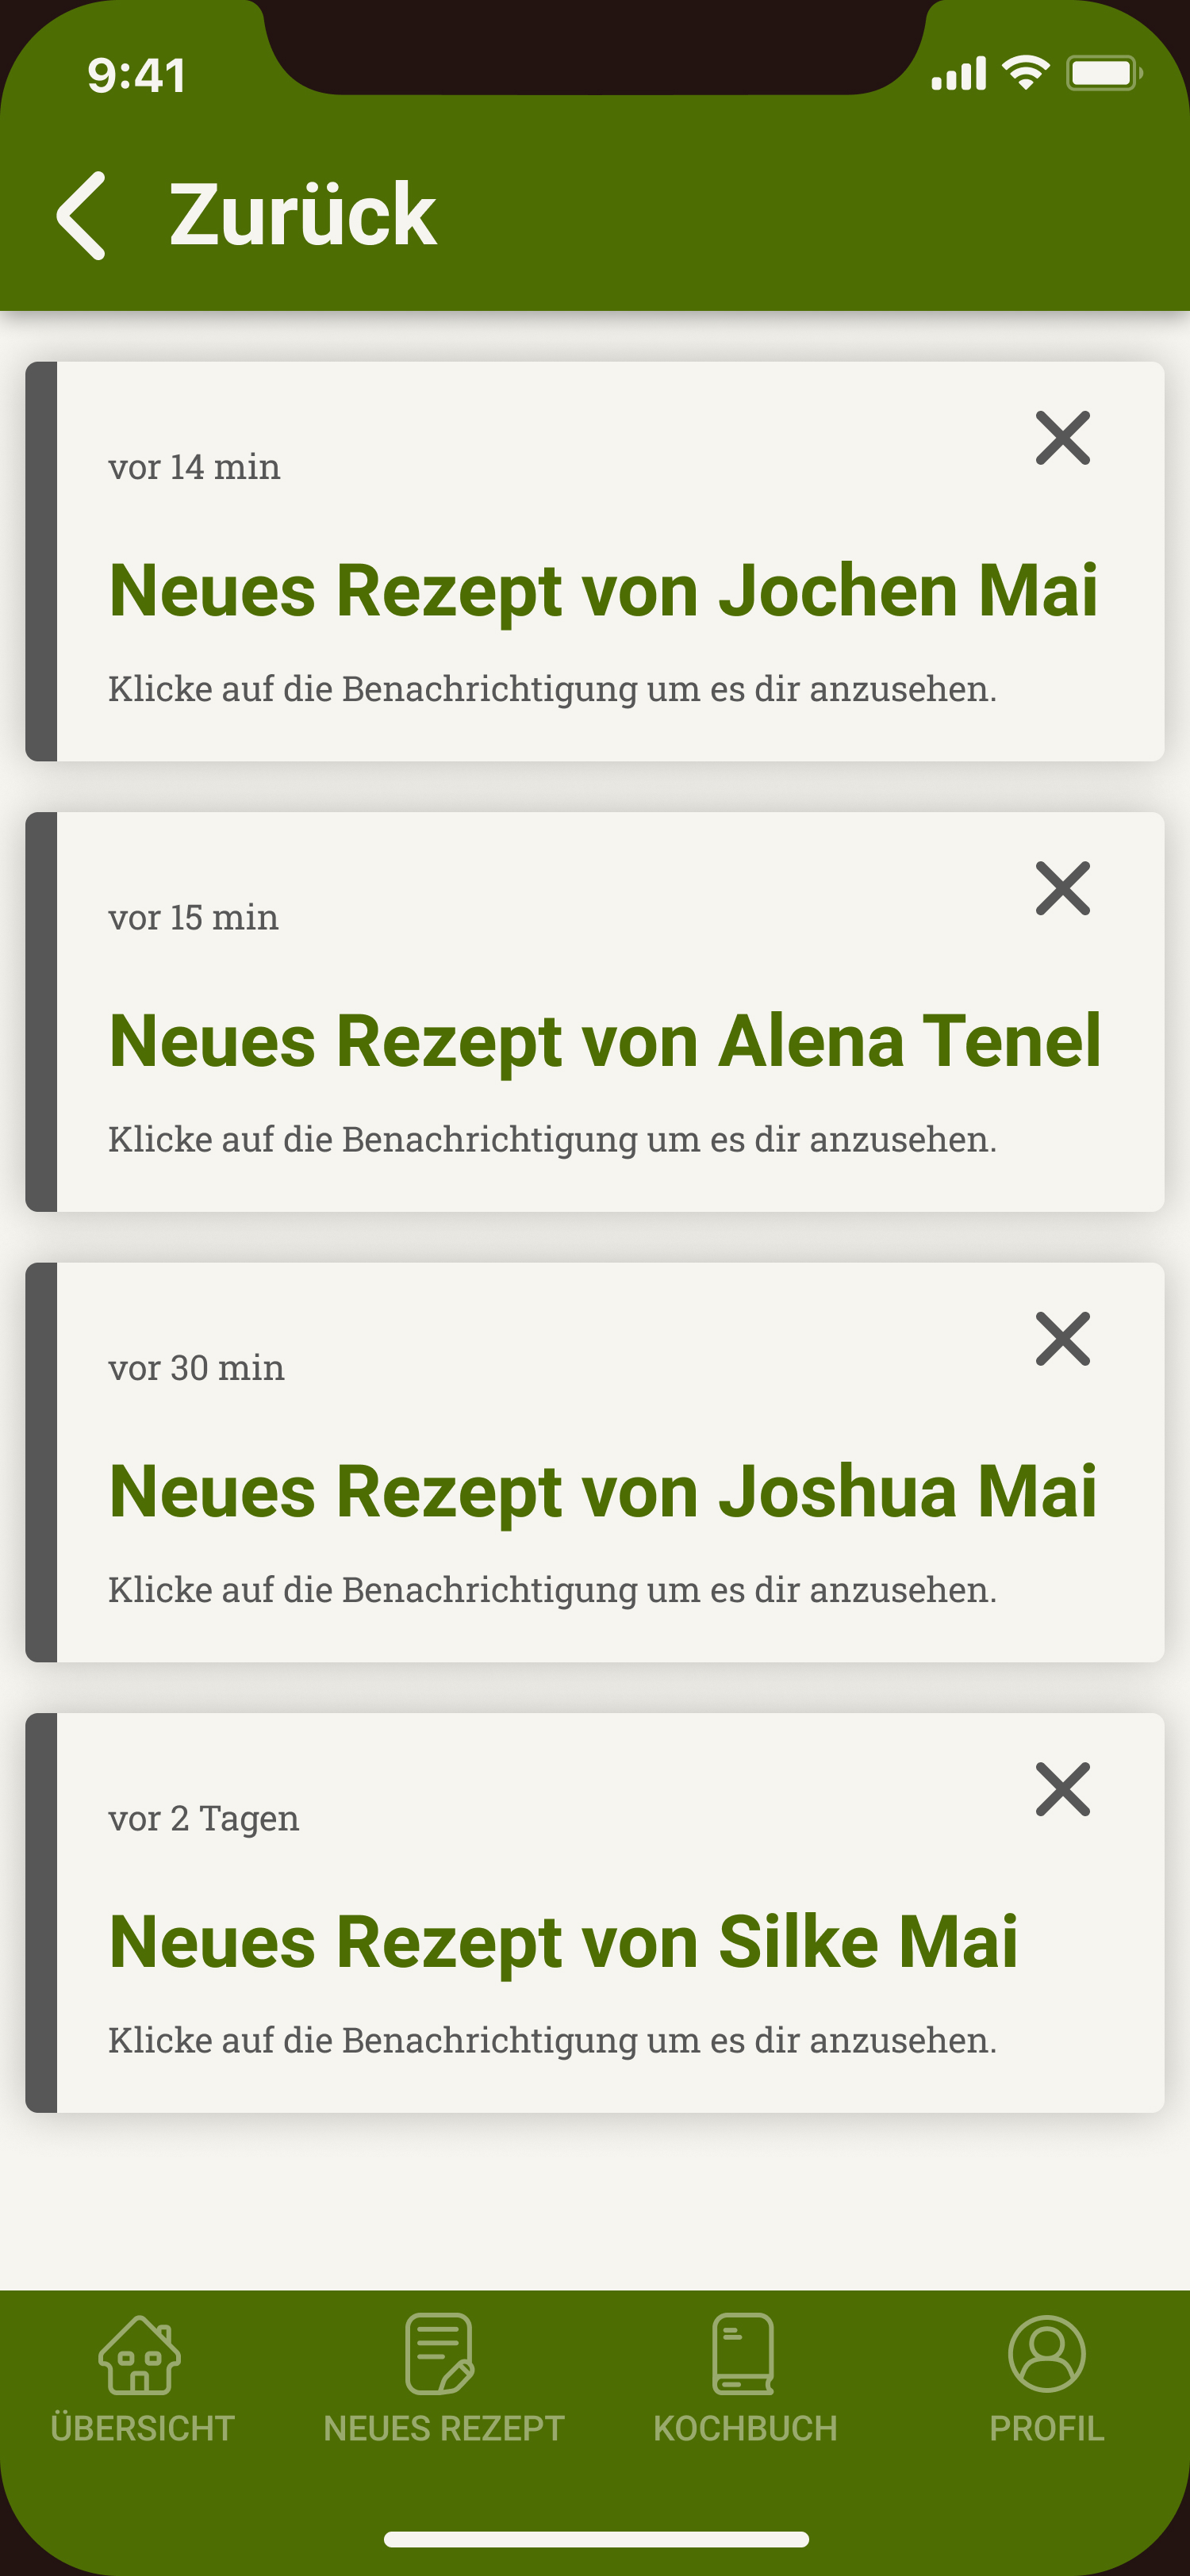 9:41
Zurück
vor 14 min
Neues Rezept von Jochen Mai
Klicke auf die Benachrichtigung um es dir anzusehen.
vor 15 min
Neues Rezept von Alena Tenel
Klicke auf die Benachrichtigung um es dir anzusehen.
vor 30 min
Neues Rezept von Joshua Mai
Klicke auf die Benachrichtigung um es dir anzusehen.
vor 2 Tagen
Neues Rezept von Silke Mai
Klicke auf die Benachrichtigung um es dir anzusehen.
ÜBERSICHT NEUES REZEPT KOCHBUCH PROFIL